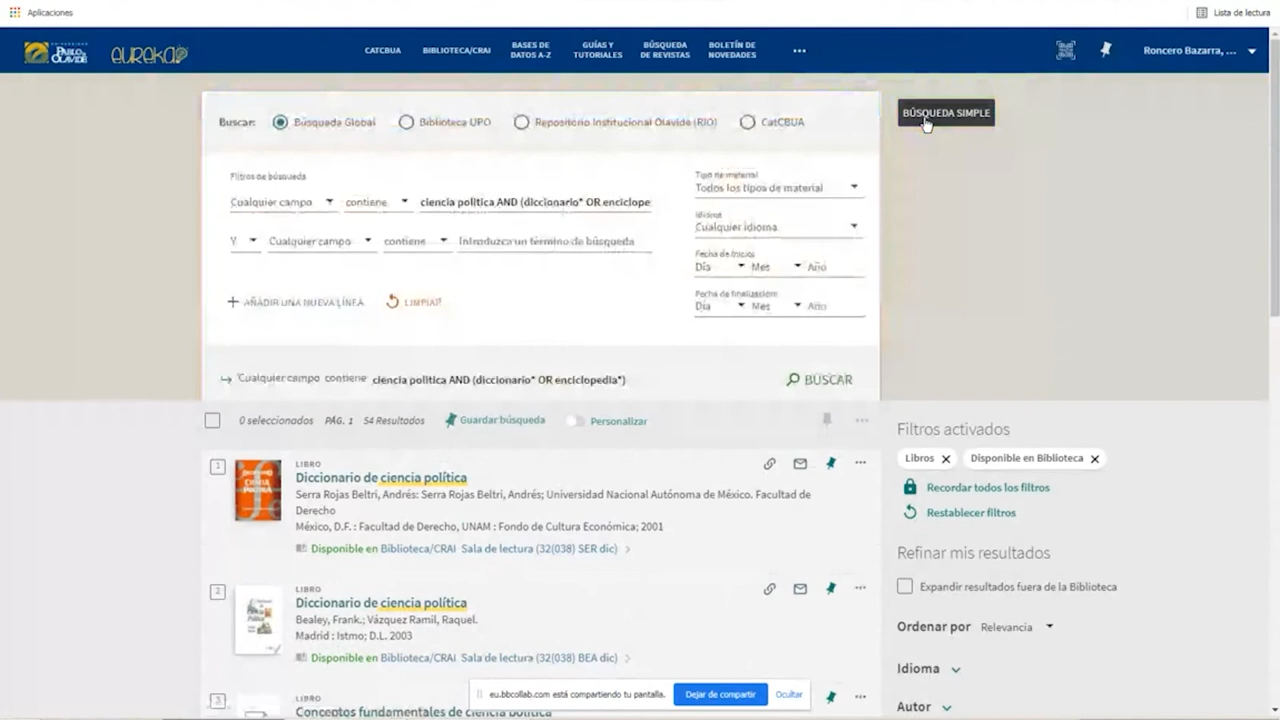 Aplicaciones
Lista de lectura
PABLO DE OLAVIDE
eureka
CATCBUA
BIBLIOTECA/CRAI
BASES DE
DATOS A-Z
GUÍAS Y
TUTORIALES
BÚSQUEDA
DE REVISTAS
BOLETÍN DE
NOVEDADES
Roncero Bazarra, ...
Buscar: Búsqueda Global Biblioteca UPO Repositorio Institucional Olavide (RIO) CatCBUA
BÚSQUEDA SIMPLE
Filtros de búsqueda
Cualquier campo contiene ciencia política AND (diccionario* OR enciclope
Y Cualquier campo contiene Introduzca un término de búsqueda
+ AÑADIR UNA NUEVA LÍNEA LIMPIAR
Tipo de material
Todos los tipos de material
Idioma
Cualquier idioma
Fecha de Inicio:
Día Mes Año
Fecha de finalización:
Día Mes Año
Cualquier campo contiene ciencia política AND (diccionario* OR enciclopedia*)
BUSCAR
0 seleccionados PÁG. 1 54 Resultados Guardar búsqueda Personalizar
1
LIBRO
Diccionario de ciencia política
Serra Rojas Beltri, Andrés: Serra Rojas Beltri, Andrés; Universidad Nacional Autónoma de México. Facultad de
Derecho
México, D.F. : Facultad de Derecho, UNAM : Fondo de Cultura Económica; 2001
Disponible en Biblioteca/CRAI Sala de lectura (32(038) SER dic)
2
LIBRO
Diccionario de ciencia política
Bealey, Frank.; Vázquez Ramil, Raquel.
Madrid : Istmo; D.L. 2003
Disponible en Biblioteca/CRAI Sala de lectura (32(038) BEA dic)
3
LIBRO
Conceptos fundamentales de ciencia política
Filtros activados
Libros Disponible en Biblioteca
Recordar todos los filtros
Restablecer filtros
Refinar mis resultados
Expandir resultados fuera de la Biblioteca
Ordenar por Relevancia
Idioma
Autor
eu.bbcollab.com está compartiendo tu pantalla. Dejar de compartir Ocultar